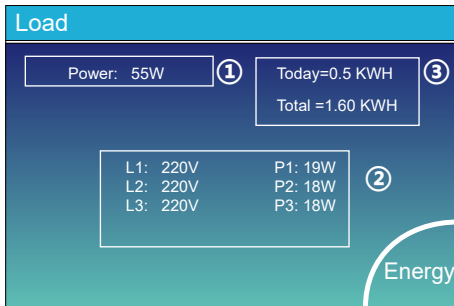 Load
Power: 55W ①
Today=0.5 KWH ③
Total =1.60 KWH
L1: 220V P1: 19W
L2: 220V P2: 18W ②
L3: 220V P3: 18W
Energy